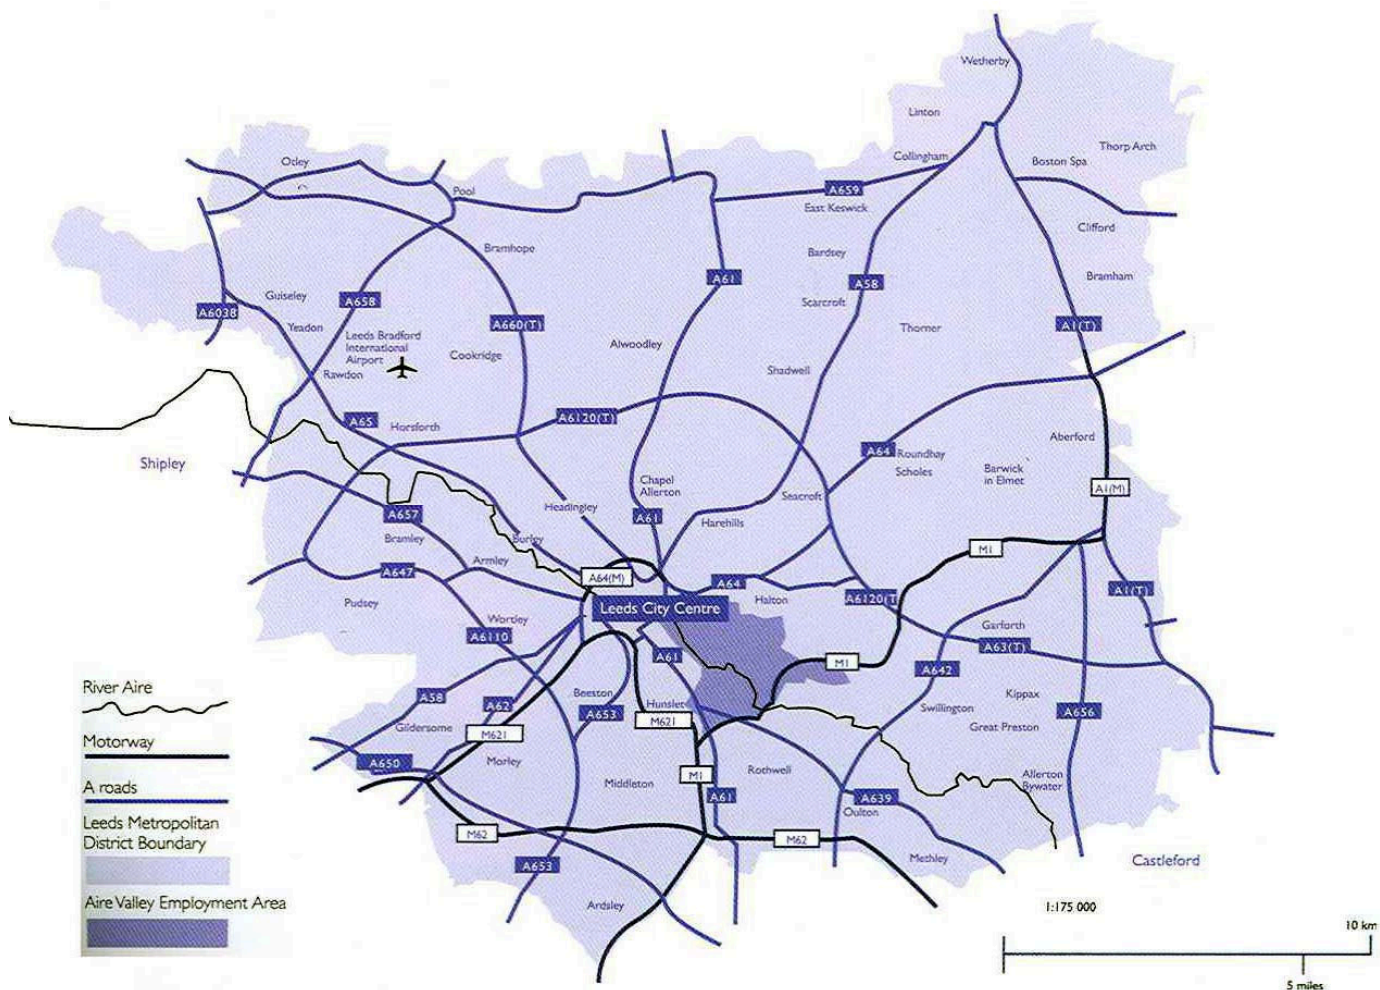 Wetherby
Linton
Collingham
Thorp Arch
Boston Spa
Otley
Pool
A659
East Keswick
Clifford
Bramhope
Bardsey
Bramham
A61
A58
Guiseley
A658
A6038
Scarcroft
Yeadon
A660(T)
A1(T)
Thorner
Leeds Bradford
International
Airport
Alwoodley
Cookridge
Rawdon
Shadwell
A65
A6120(T)
Horsforth
Aberford
A64
Roundhay
Scholes
Shipley
Barwick
in Elmet
Chapel
Allerton
A1(M)
Seacroft
Headingley
A657
A61
Harehills
Bramley
Burley
M1
Armley
A647
A64(M)
A64
A1(T)
Pudsey
Halton
A6120(T
Leeds City Centre
Wortley
Garforth
A6110
A63(T)
A61
M1
A642
River Aire
A58
Beeston
Kippax
A62
Hunslet
Swillington
A653
A656
Gildersome
M621
Great Preston
M621
Motorway
A650
Morley
Rothwell
M1
Middleton
Allerton
Bywater
A roads
A61
A639
Oulton
Leeds Metropolitan
District Boundary
M62
M62
A653
Methley
Castleford
Aire Valley Employment Area
Ardsley
1:175 000
10 km
5 miles